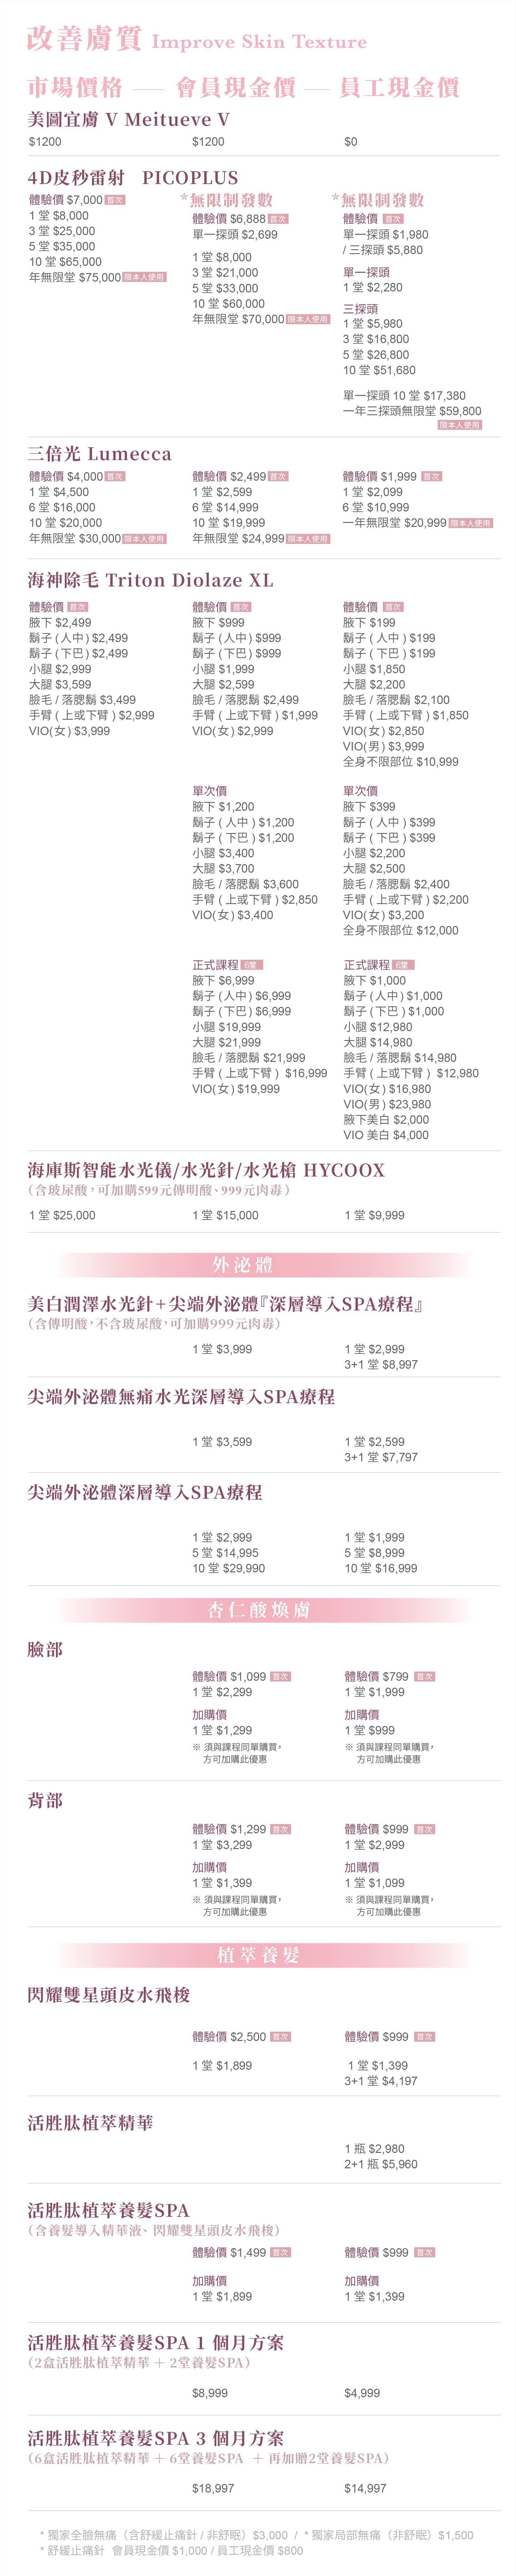 改善膚質 Improve Skin Texture
市場價格 — 會員現金價 — 員工現金價
美圖宜膚 V Meitueve V
$1200 $1200 $0
4D皮秒雷射 PICOPLUS
體驗價 $7,000 首次
1 堂 $8,000
3 堂 $25,000
5 堂 $35,000
10 堂 $65,000
年無限堂 $75,000 限本人使用
*無限制發數
體驗價 $6,888 首次
單一探頭 $2,699
1 堂 $8,000
3 堂 $21,000
5 堂 $33,000
10 堂 $60,000
年無限堂 $70,000 限本人使用
*無限制發數
體驗價 首次
單一探頭 $1,980
/ 三探頭 $5,880
單一探頭
1 堂 $2,280
三探頭
1 堂 $5,980
3 堂 $16,800
5 堂 $26,800
10 堂 $51,680
單一探頭 10 堂 $17,380
一年三探頭無限堂 $59,800
限本人使用
三倍光 Lumecca
體驗價 $4,000 首次
1 堂 $4,500
6 堂 $16,000
10 堂 $20,000
年無限堂 $30,000 限本人使用
體驗價 $2,499 首次
1 堂 $2,599
6 堂 $14,999
10 堂 $19,999
年無限堂 $24,999 限本人使用
體驗價 $1,999 首次
1 堂 $2,099
6 堂 $10,999
一年無限堂 $20,999 限本人使用
海神除毛 Triton Diolaze XL
體驗價 首次
腋下 $2,499
鬍子 (人中) $2,499
鬍子 (下巴) $2,499
小腿 $2,999
大腿 $3,599
臉毛 / 落腮鬍 $3,499
手臂 ( 上或下臂 ) $2,999
VIO(女) $3,999
體驗價 首次
腋下 $999
鬍子 (人中) $999
鬍子 (下巴) $999
小腿 $1,999
大腿 $2,599
臉毛 / 落腮鬍 $2,499
手臂 ( 上或下臂 ) $1,999
VIO(女) $2,999
單次價
腋下 $1,200
鬍子 ( 人中 ) $1,200
鬍子 ( 下巴 ) $1,200
小腿 $3,400
大腿 $3,700
臉毛 / 落腮鬍 $3,600
手臂 ( 上或下臂 ) $2,850
VIO(女) $3,400
正式課程 6堂
腋下 $6,999
鬍子 (人中) $6,999
鬍子 (下巴) $6,999
小腿 $19,999
大腿 $21,999
臉毛 / 落腮鬍 $21,999
手臂 ( 上或下臂 ) $16,999
VIO(女) $19,999
體驗價 首次
腋下 $199
鬍子 ( 人中 ) $199
鬍子 ( 下巴 ) $199
小腿 $1,850
大腿 $2,200
臉毛 / 落腮鬍 $2,100
手臂 ( 上或下臂 ) $1,850
VIO(女) $2,850
VIO(男) $3,999
全身不限部位 $10,999
單次價
腋下 $399
鬍子 ( 人中 ) $399
鬍子 ( 下巴 ) $399
小腿 $2,200
大腿 $2,500
臉毛 / 落腮鬍 $2,400
手臂 ( 上或下臂 ) $2,200
VIO(女) $3,200
全身不限部位 $12,000
正式課程 6堂
腋下 $1,000
鬍子 (人中) $1,000
鬍子 (下巴 ) $1,000
小腿 $12,980
大腿 $14,980
臉毛 / 落腮鬍 $14,980
手臂 ( 上或下臂 ) $12,980
VIO(女) $16,980
VIO(男) $23,980
腋下美白 $2,000
VIO 美白 $4,000
海庫斯智能水光儀/水光針/水光槍 HYCOOX
（含玻尿酸，可加購599元傳明酸、999元肉毒）
1 堂 $25,000 1 堂 $15,000 1 堂 $9,999
外泌體
美白潤澤水光針+尖端外泌體『深層導入SPA療程』
（含傳明酸，不含玻尿酸，可加購999元肉毒）
1 堂 $3,999 1 堂 $2,999
3+1 堂 $8,997
尖端外泌體無痛水光深層導入SPA療程
1 堂 $3,599 1 堂 $2,599
3+1 堂 $7,797
尖端外泌體深層導入SPA療程
1 堂 $2,999 1 堂 $1,999
5 堂 $14,995 5 堂 $8,999
10 堂 $29,990 10 堂 $16,999
杏仁酸煥膚
臉部
體驗價 $1,099 首次
1 堂 $2,299
加購價
1 堂 $1,299
※ 須與課程同單購買，
方可加購此優惠
體驗價 $799 首次
1 堂 $1,999
加購價
1 堂 $999
※ 須與課程同單購買，
方可加購此優惠
背部
體驗價 $1,299 首次
1 堂 $3,299
加購價
1 堂 $1,399
※ 須與課程同單購買，
方可加購此優惠
體驗價 $999 首次
1 堂 $2,999
加購價
1 堂 $1,099
※ 須與課程同單購買，
方可加購此優惠
植萃養髮
閃耀雙星頭皮水飛梭
體驗價 $2,500 首次 體驗價 $999 首次
1 堂 $1,899 1 堂 $1,399
3+1 堂 $4,197
活胜肽植萃精華
1 瓶 $2,980
2+1 瓶 $5,960
活胜肽植萃養髮SPA
（含養髮導入精華液、閃耀雙星頭皮水飛梭）
體驗價 $1,499 首次 體驗價 $999 首次
加購價 加購價
1 堂 $1,899 1 堂 $1,399
活胜肽植萃養髮SPA 1 個月方案
（2盒活胜肽植萃精華 + 2堂養髮SPA）
$8,999 $4,999
活胜肽植萃養髮SPA 3 個月方案
（6盒活胜肽植萃精華 + 6堂養髮SPA + 再加贈2堂養髮SPA）
$18,997 $14,997
* 獨家全臉無痛（含舒緩止痛針 / 非舒眠）$3,000 / * 獨家局部無痛（非舒眠）$1,500
* 舒緩止痛針 會員現金價 $1,000 / 員工現金價 $800